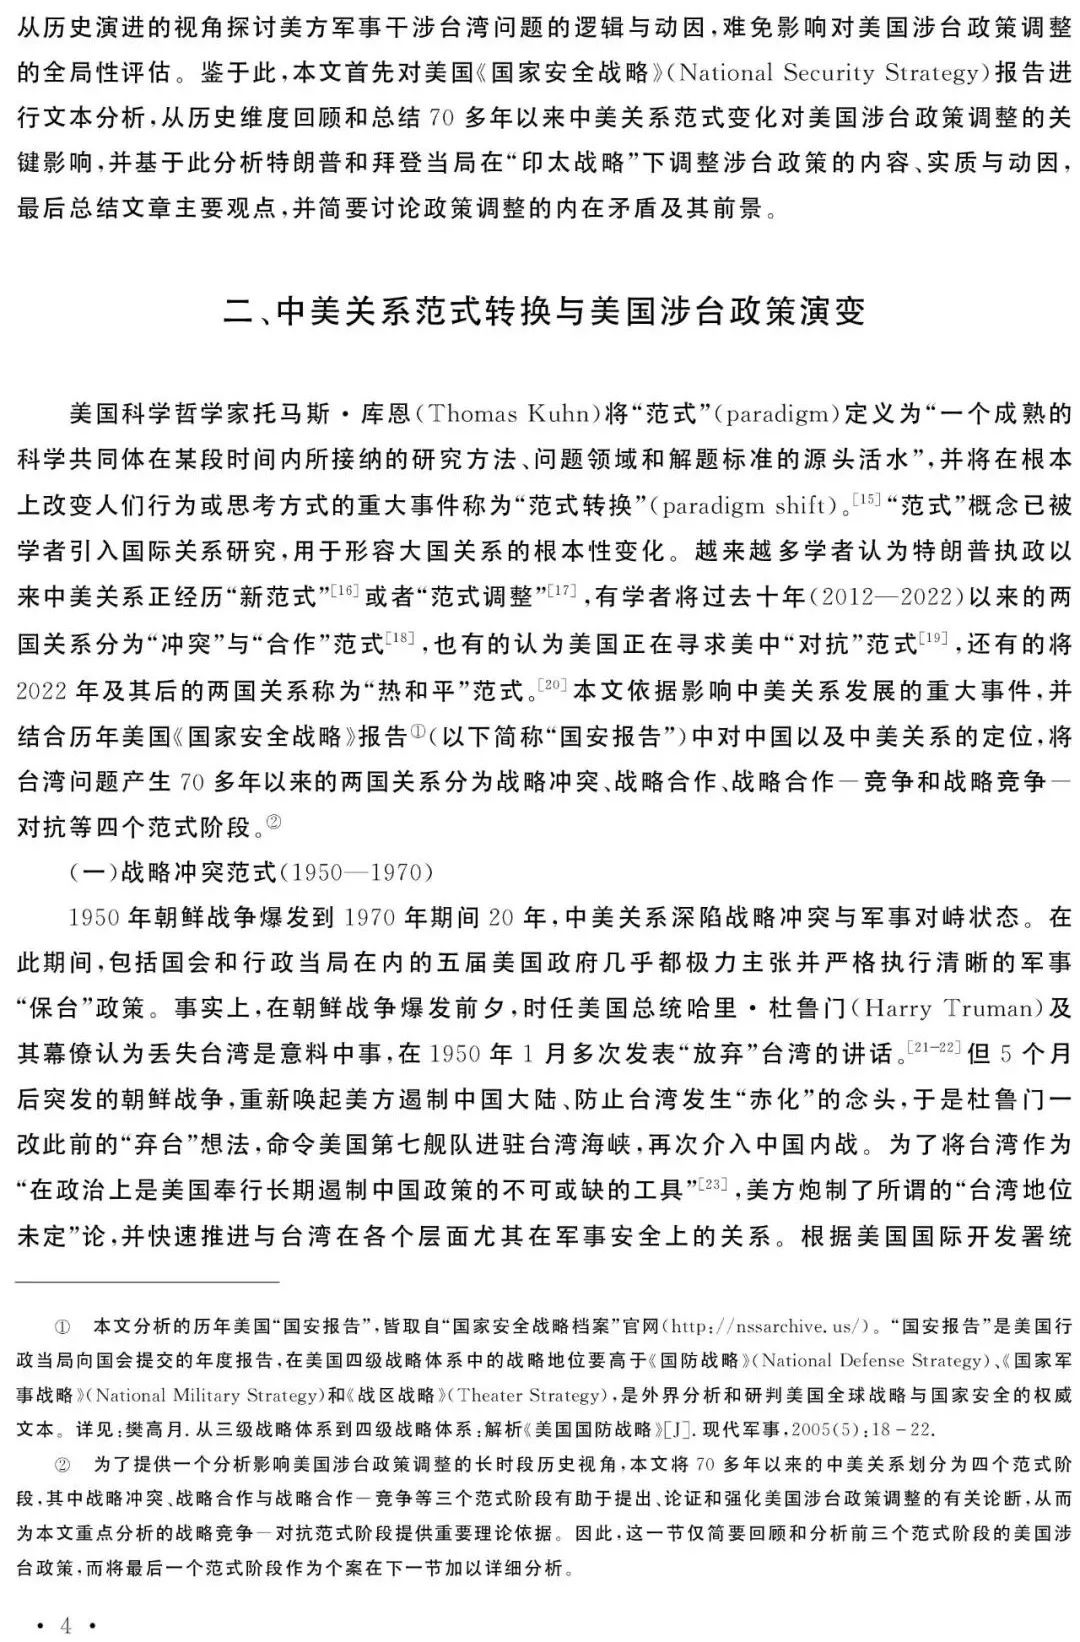 从历史演进的视角探讨美方军事干涉台湾问题的逻辑与动因,难免影响对美国涉台政策调整
的全局性评估。鉴于此,本文首先对美国《国家安全战略》(National Security Strategy)报告进
行文本分析,从历史维度回顾和总结70 多年以来中美关系范式变化对美国涉台政策调整的关
键影响,并基于此分析特朗普和拜登当局在“印太战略”下调整涉台政策的内容、实质与动因,
最后总结文章主要观点,并简要讨论政策调整的内在矛盾及其前景。
二、中美关系范式转换与美国涉台政策演变
美国科学哲学家托马斯·库恩(Thomas Kuhn)将“范式”(paradigm)定义为“一个成熟的
科学共同体在某段时间内所接纳的研究方法、问题领域和解题标准的源头活水”,并将在根本
上改变人们行为或思考方式的重大事件称为“范式转换”(paradigm shift)。[15]“范式”概念已被
学者引入国际关系研究,用于形容大国关系的根本性变化。越来越多学者认为特朗普执政以
来中美关系正经历“新范式”[16]或者“范式调整”[17],有学者将过去十年(2012—2022)以来的两
国关系分为“冲突”与“合作”范式[18],也有的认为美国正在寻求美中“对抗”范式[19],还有的将
2022 年及其后的两国关系称为“热和平”范式。[20]本文依据影响中美关系发展的重大事件,并
结合历年美国《国家安全战略》报告①(以下简称“国安报告”)中对中国以及中美关系的定位,将
台湾问题产生 70 多年以来的两国关系分为战略冲突、战略合作、战略合作—竞争和战略竞争—
对抗等四个范式阶段。②
(一)战略冲突范式(1950—1970)
1950 年朝鲜战争爆发到 1970 年期间 20 年,中美关系深陷战略冲突与军事对峙状态。在
此期间,包括国会和行政当局在内的五届美国政府几乎都极力主张并严格执行清晰的军事
“保台”政策。事实上,在朝鲜战争爆发前夕,时任美国总统哈里·杜鲁门(Harry Truman)及
其幕僚认为丢失台湾是意料中事,在 1950 年 1 月多次发表“放弃”台湾的讲话。[21-22]但 5 个月
后突发的朝鲜战争,重新唤起美方遏制中国大陆、防止台湾发生“赤化”的念头,于是杜鲁门一
改此前的“弃台”想法,命令美国第七舰队进驻台湾海峡,再次介入中国内战。为了将台湾作为
“在政治上是美国奉行长期遏制中国政策的不可或缺的工具”[23],美方炮制了所谓的“台湾地位
未定”论,并快速推进与台湾在各个层面尤其在军事安全上的关系。根据美国国际开发署统
① 本文分析的历年美国“国安报告”,皆取自“国家安全战略档案”官网(http://nssarchive.us/)。“国安报告”是美国行
政当局向国会提交的年度报告,在美国四级战略体系中的战略地位要高于《国防战略》(National Defense Strategy)、《国家军
事战略》(National Military Strategy)和《战区战略》(Theater Strategy),是外界分析和研判美国全球战略与国家安全的权威
文本。详见:樊高月.从三级战略体系到四级战略体系:解析《美国国防战略》[J].现代军事,2005(5):18-22.
② 为了提供一个分析影响美国涉台政策调整的长时段历史视角,本文将 70 多年以来的中美关系划分为四个范式阶
段,其中战略冲突、战略合作与战略合作—竞争等三个范式阶段有助于提出、论证和强化美国涉台政策调整的有关论断,从而
为本文重点分析的战略竞争—对抗范式阶段提供重要理论依据。因此,这一节仅简要回顾和分析前三个范式阶段的美国涉
台政策,而将最后一个范式阶段作为个案在下一节加以详细分析。
· 4 ·